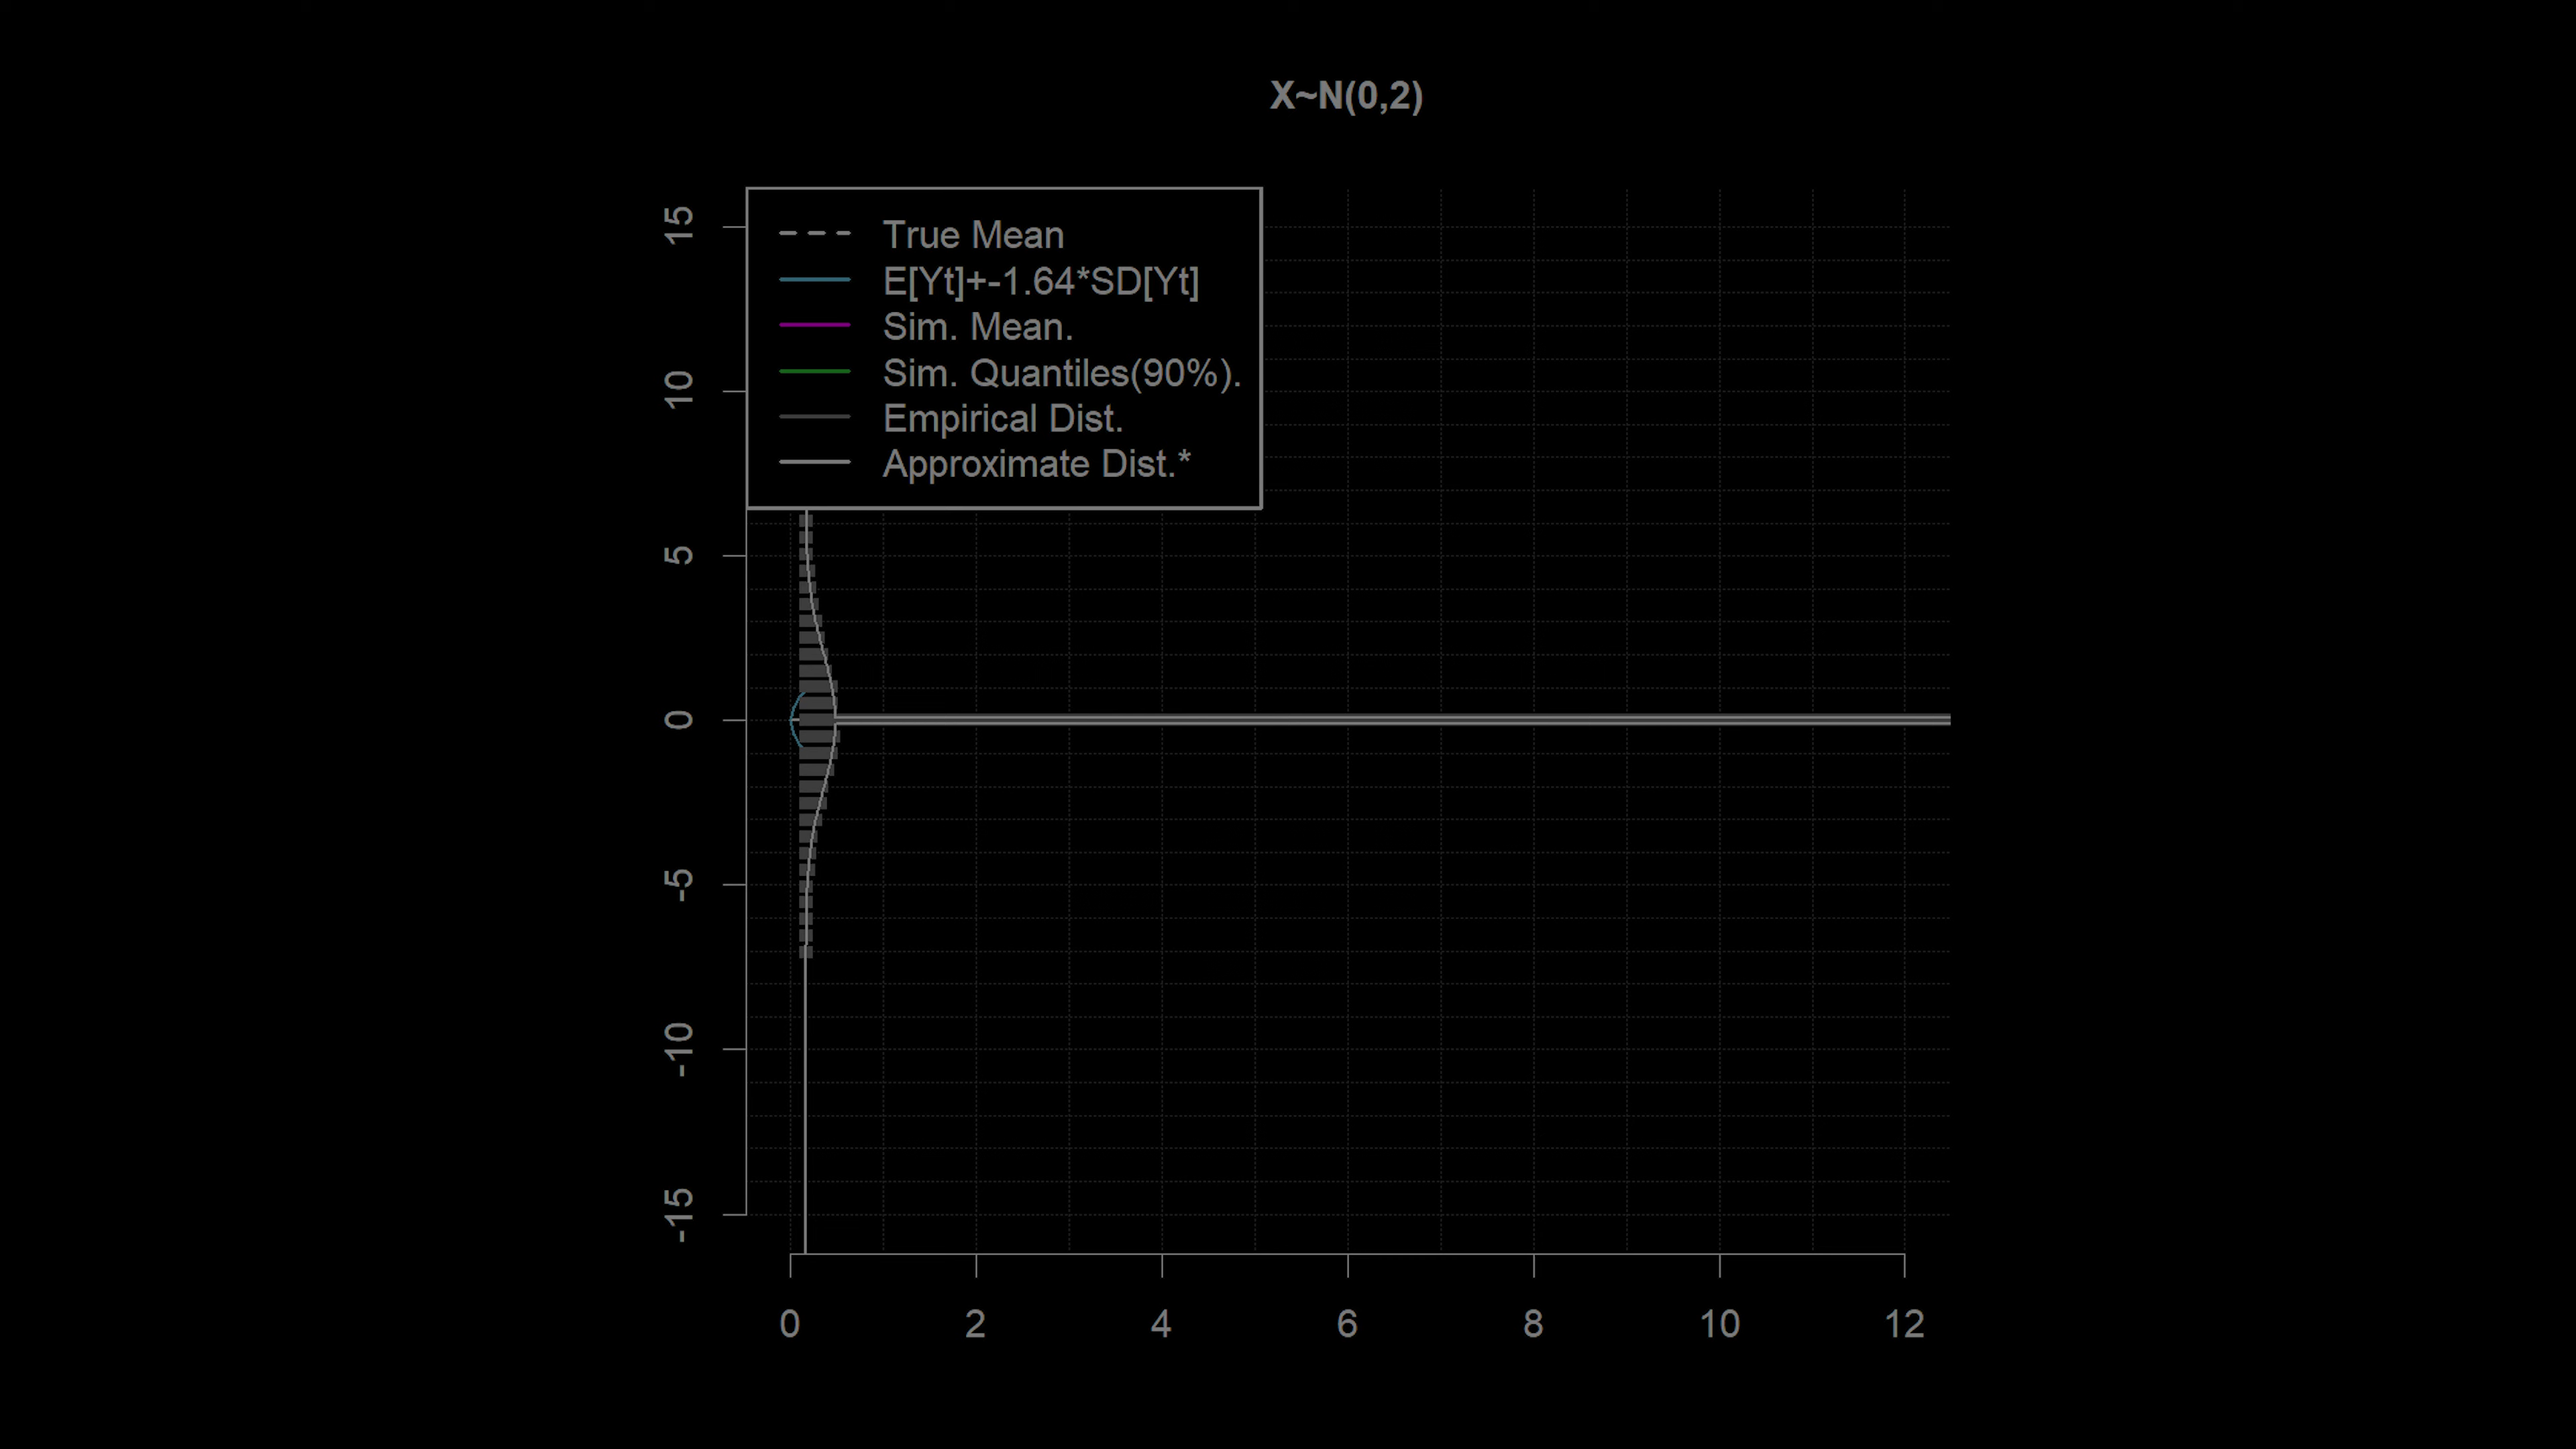 X~N(0,2)
True Mean
E[Yt]+-1.64*SD[Yt]
Sim. Mean.
Sim. Quantiles(90%).
Empirical Dist.
Approximate Dist.*
15
10
5
0
-5
-10
-15
0 2 4 6 8 10 12